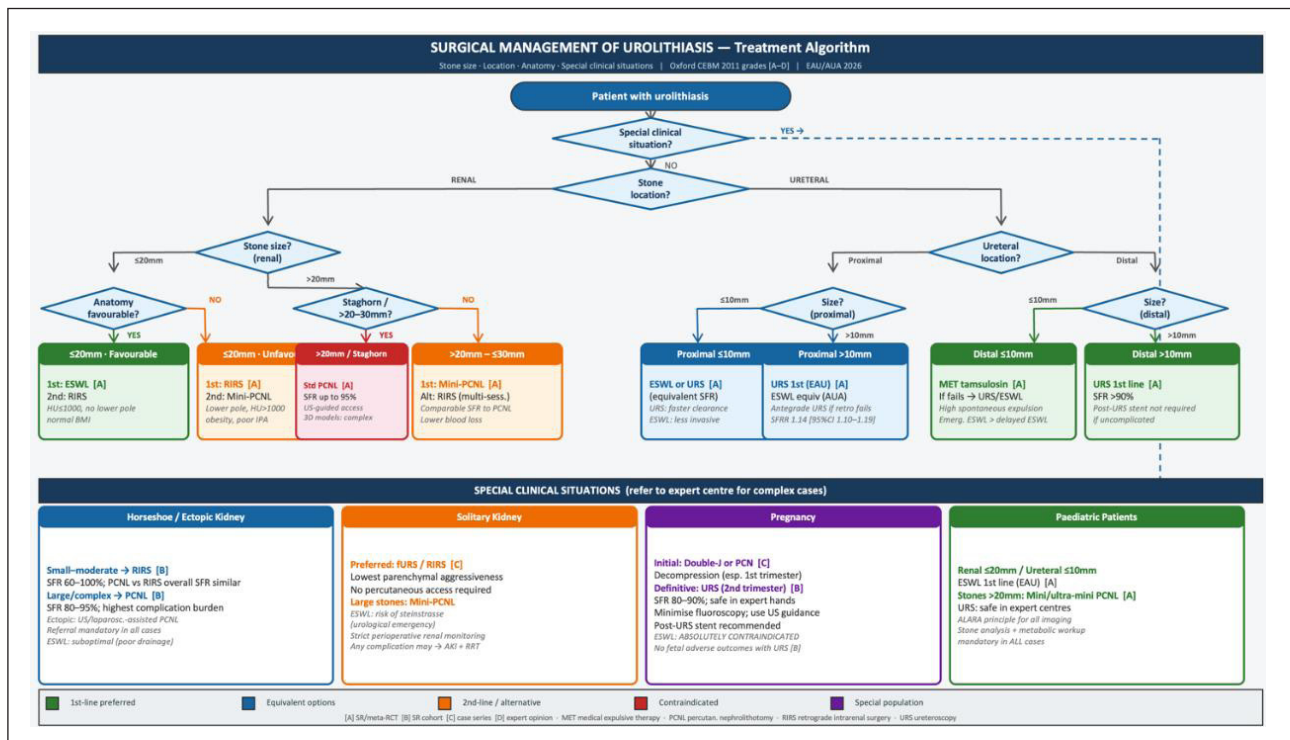 SURGICAL MANAGEMENT OF UROLITHIASIS — Treatment Algorithm
Stone size · Location · Anatomy · Special clinical situations | Oxford CEBM 2011 grades [A–D] | EAU/AUA 2026
Patient with urolithiasis
Special clinical
situation?
YES →
NO
Stone
location?
RENAL
URETERAL
Stone size?
(renal)
≤20mm
>20mm
Ureteral
location?
Proximal
Distal
Anatomy
favourable?
NO
YES
Staghorn /
>20–30mm?
NO
YES
≤10mm
Size?
(proximal)
>10mm
≤10mm
Size?
(distal)
>10mm
≤20mm · Favourable
1st: ESWL [A]
2nd: RIRS
HU≤1000, no lower pole
normal BMI
≤20mm · Unfavou
1st: RIRS [A]
2nd: Mini-PCNL
Lower pole, HU>1000
obesity, poor IPA
>20mm / Staghorn
Std PCNL [A]
SFR up to 95%
US-guided access
3D models: complex
>20mm – ≤30mm
1st: Mini-PCNL [A]
Alt: RIRS (multi-sess.)
Comparable SFR to PCNL
Lower blood loss
Proximal ≤10mm
ESWL or URS [A]
(equivalent SFR)
URS: faster clearance
ESWL: less invasive
Proximal >10mm
URS 1st (EAU) [A]
ESWL equiv (AUA)
Antegrade URS if retro fails
SFRR 1.14 [95%CI 1.10–1.19]
Distal ≤10mm
MET tamsulosin [A]
If fails → URS/ESWL
High spontaneous expulsion
Emerg. ESWL > delayed ESWL
Distal >10mm
URS 1st line [A]
SFR >90%
Post-URS stent not required
if uncomplicated
SPECIAL CLINICAL SITUATIONS (refer to expert centre for complex cases)
Horseshoe / Ectopic Kidney
Small–moderate → RIRS [B]
SFR 60–100%; PCNL vs RIRS overall SFR similar
Large/complex → PCNL [B]
SFR 80–95%; highest complication burden
Ectopic: US/laparosc.-assisted PCNL
Referral mandatory in all cases
ESWL: suboptimal (poor drainage)
Solitary Kidney
Preferred: fURS / RIRS [C]
Lowest parenchymal aggressiveness
No percutaneous access required
Large stones: Mini-PCNL
ESWL: risk of steinstrasse
(urological emergency)
Strict perioperative renal monitoring
Any complication may → AKI + RRT
Pregnancy
Initial: Double-J or PCN [C]
Decompression (esp. 1st trimester)
Definitive: URS (2nd trimester) [B]
SFR 80–90%; safe in expert hands
Minimise fluoroscopy; use US guidance
Post-URS stent recommended
ESWL: ABSOLUTELY CONTRAINDICATED
No fetal adverse outcomes with URS [B]
Paediatric Patients
Renal ≤20mm / Ureteral ≤10mm
ESWL 1st line (EAU) [A]
Stones >20mm: Mini/ultra-mini PCNL [A]
URS: safe in expert centres
ALARA principle for all imaging
Stone analysis + metabolic workup
mandatory in ALL cases
1st-line preferred
Equivalent options
2nd-line / alternative
Contraindicated
Special population
[A] SR/meta-RCT [B] SR cohort [C] case series [D] expert opinion · MET medical expulsive therapy · PCNL percutan. nephrolithotomy · RIRS retrograde intrarenal surgery · URS ureteroscopy